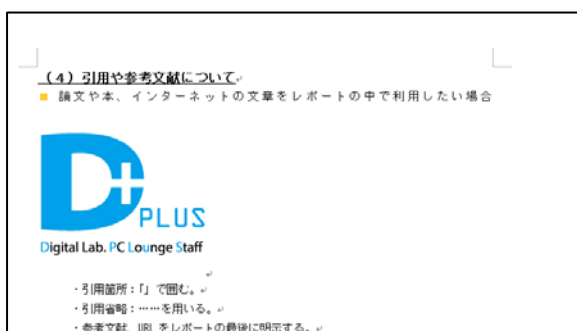 （4）引用や参考文献について
■ 論文や本、インターネットの文章をレポートの中で利用したい場合
D+
PLUS
Digital Lab. PC Lounge Staff
・引用箇所：「」で囲む。
・引用省略：……を用いる。
・参考文献、URL をレポートの最後に明示する。